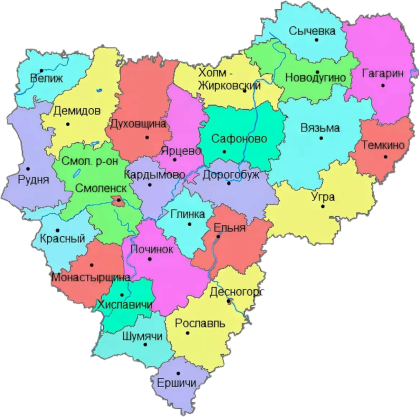 Сычевка
Велиж
Холм -
Жирковский
Новодугино
Гагарин
Демидов
Духовщина
Сафоново
Вязьма
Ярцево
Темкино
Смол. р-он
Рудня
Кардымово
Дорогобуж
Смоленск
Угра
Глинка
Красный
Ельня
Починок
Монастырщина
Десногорс
Хиславичи
Рославль
Шумячи
Ершичи